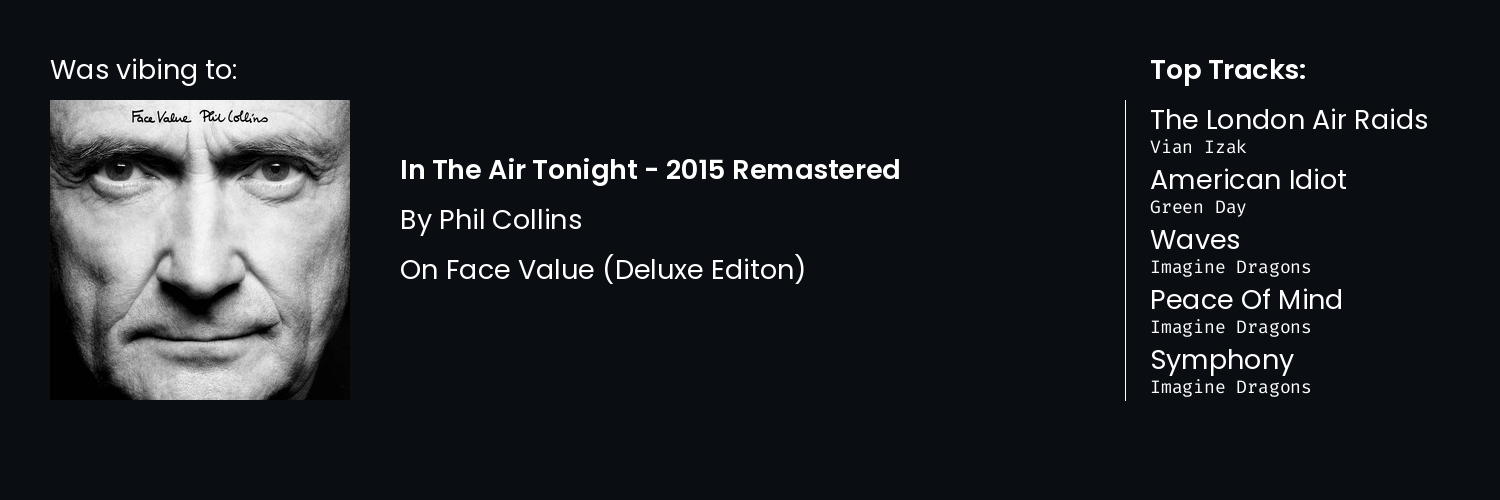 Was vibing to:
Face Value Phil Collins
In The Air Tonight - 2015 Remastered
By Phil Collins
On Face Value (Deluxe Editon)
Top Tracks:
The London Air Raids
Vian Izak
American Idiot
Green Day
Waves
Imagine Dragons
Peace Of Mind
Imagine Dragons
Symphony
Imagine Dragons